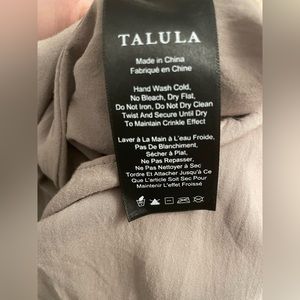 TALULA
Made in China
Fabriqué en Chine
Hand Wash Cold,
No Bleach, Dry Flat,
Do Not Iron, Do Not Dry Clean
Twist And Secure Until Dry
To Maintain Crinkle Effect
Laver à La Main à L'eau Froide,
Pas De Blanchiment,
Sécher à Plat,
Ne Pas Repasser,
Ne Pas Nettoyer à Sec
Tordre Et Attacher Jusqu'à Ce
Que L'article Soit Sec Pour
Maintenir L'effet Froissé